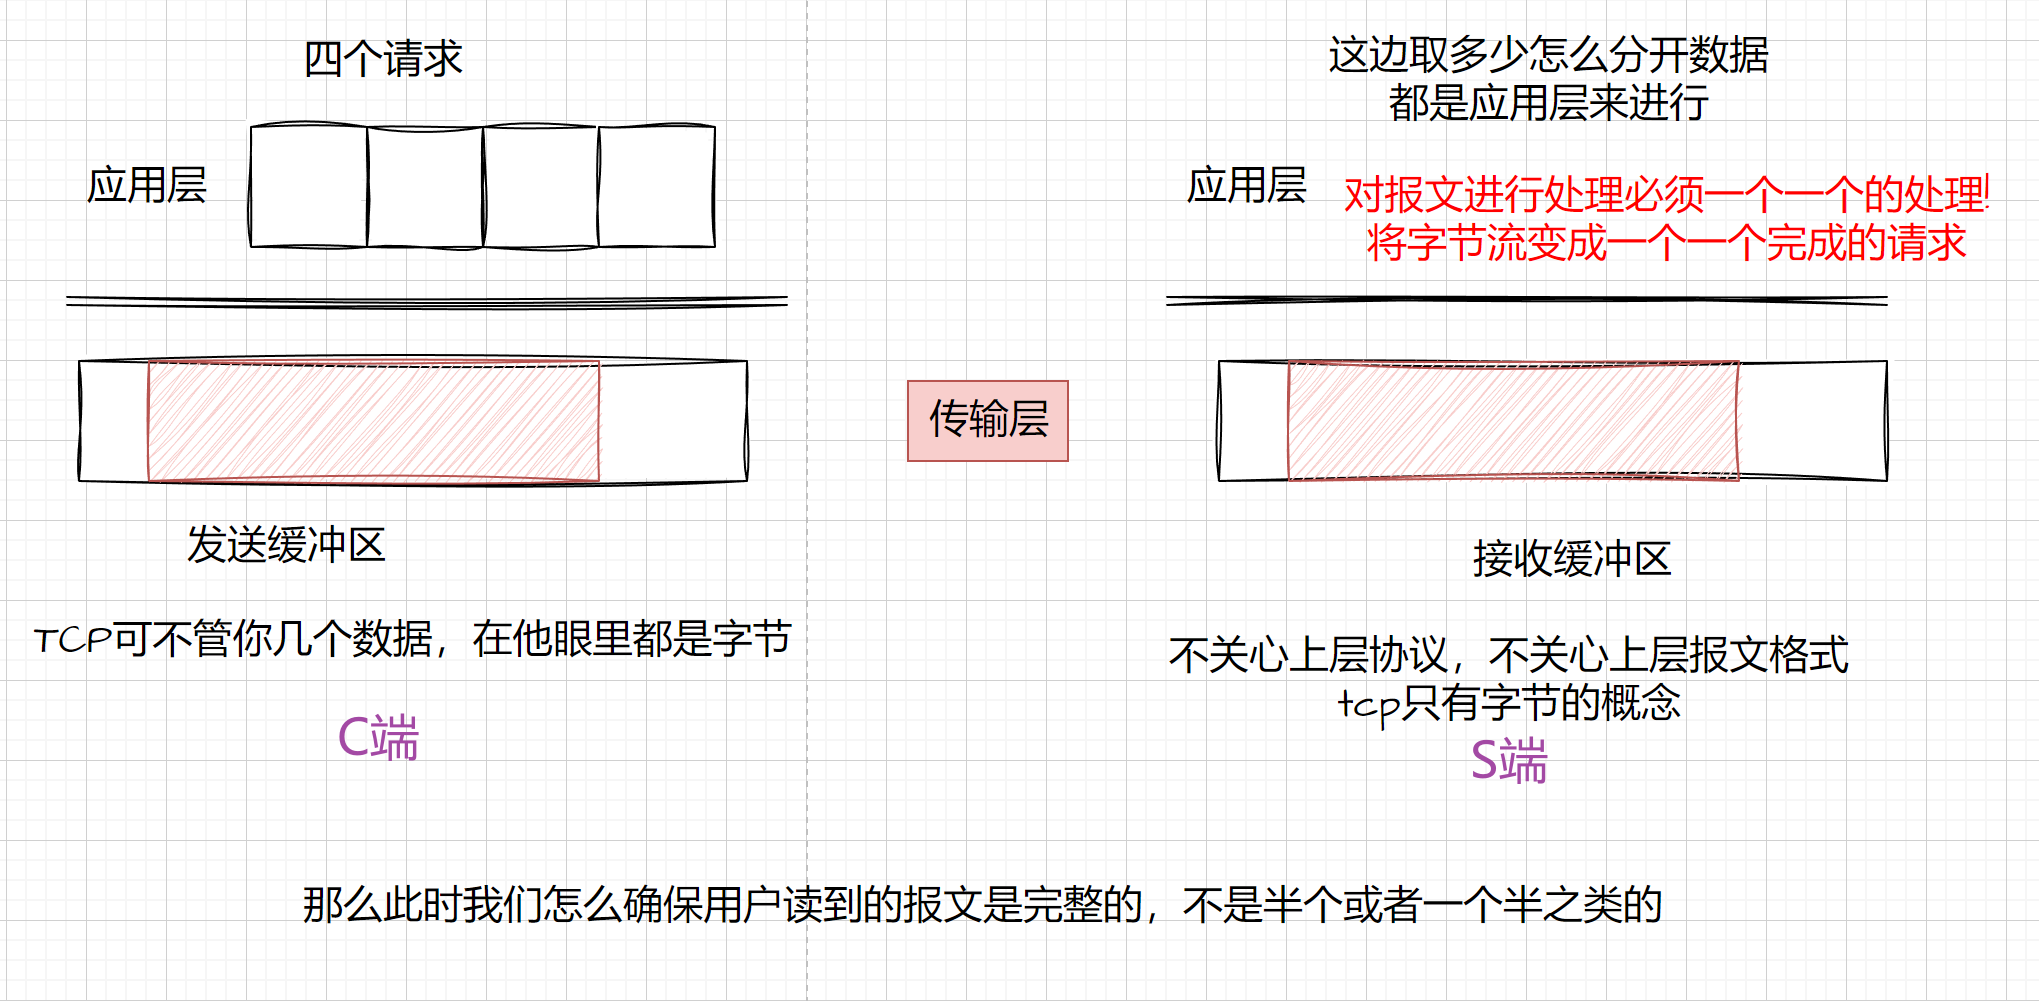 四个请求
应用层
发送缓冲区
TCP可不管你几个数据，在他眼里都是字节
C端
传输层
这边取多少怎么分开数据
都是应用层来进行
应用层
对报文进行处理必须一个一个的处理!
将字节流变成一个一个完成的请求
接收缓冲区
不关心上层协议，不关心上层报文格式
tcp只有字节的概念
S端
那么此时我们怎么确保用户读到的报文是完整的，不是半个或者一个半之类的